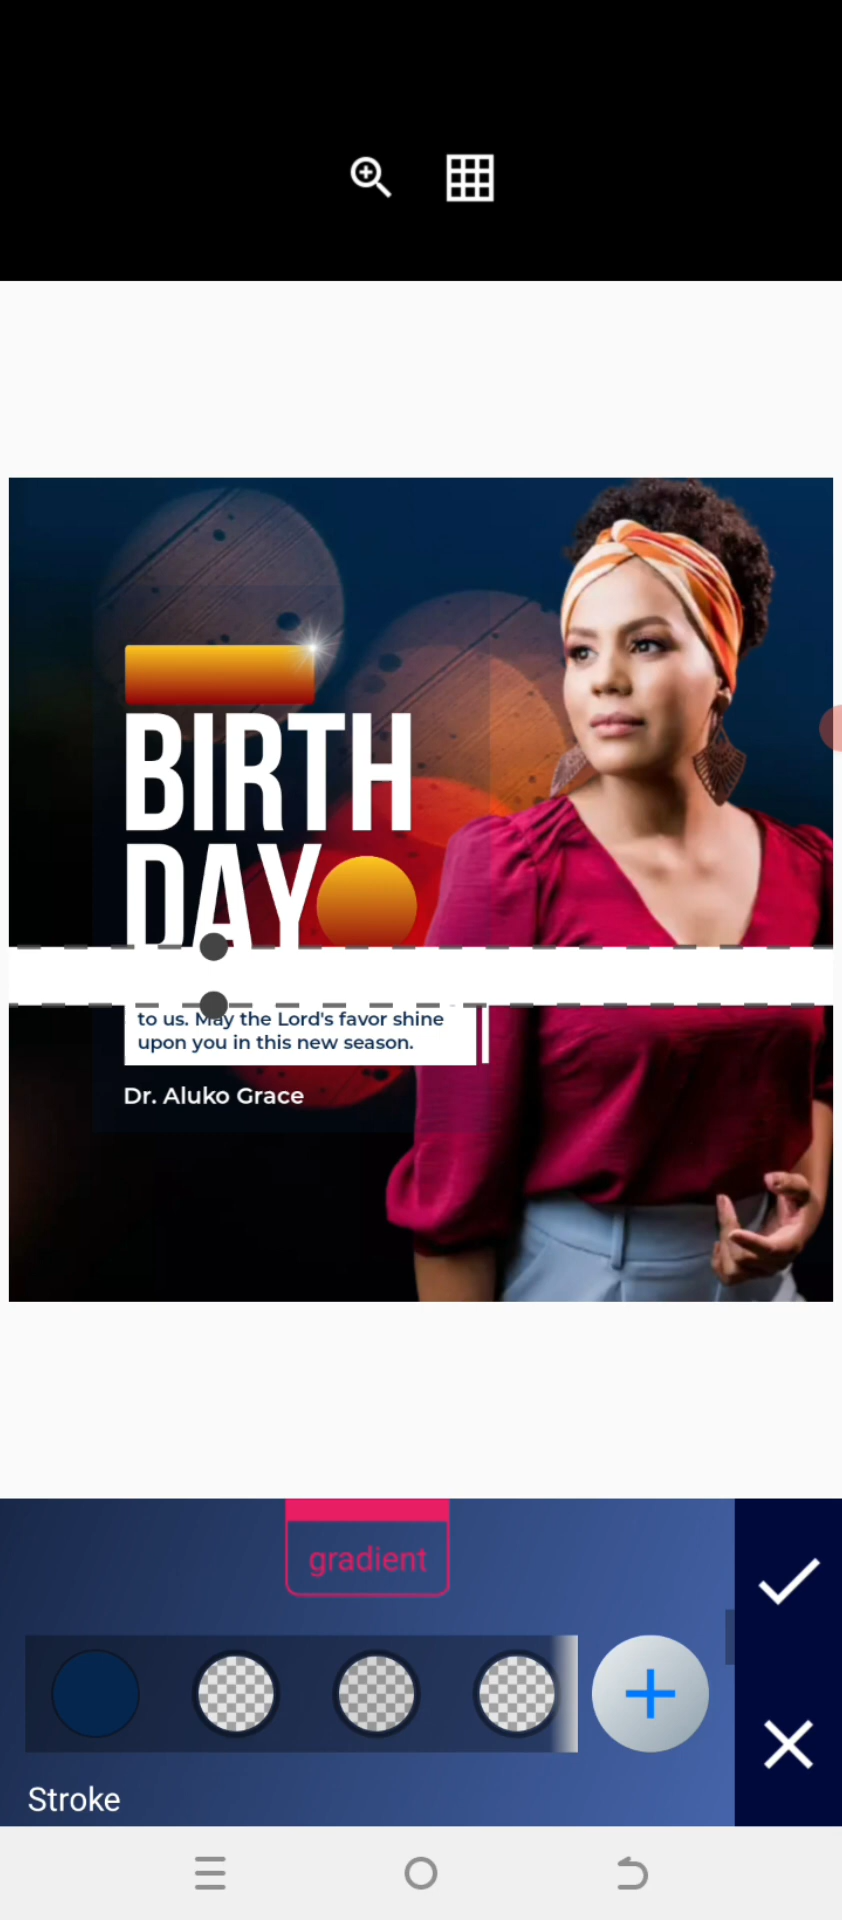 BIRTH
DAY
to us. May the Lord's favor shine
upon you in this new season.
Dr. Aluko Grace
gradient
Stroke